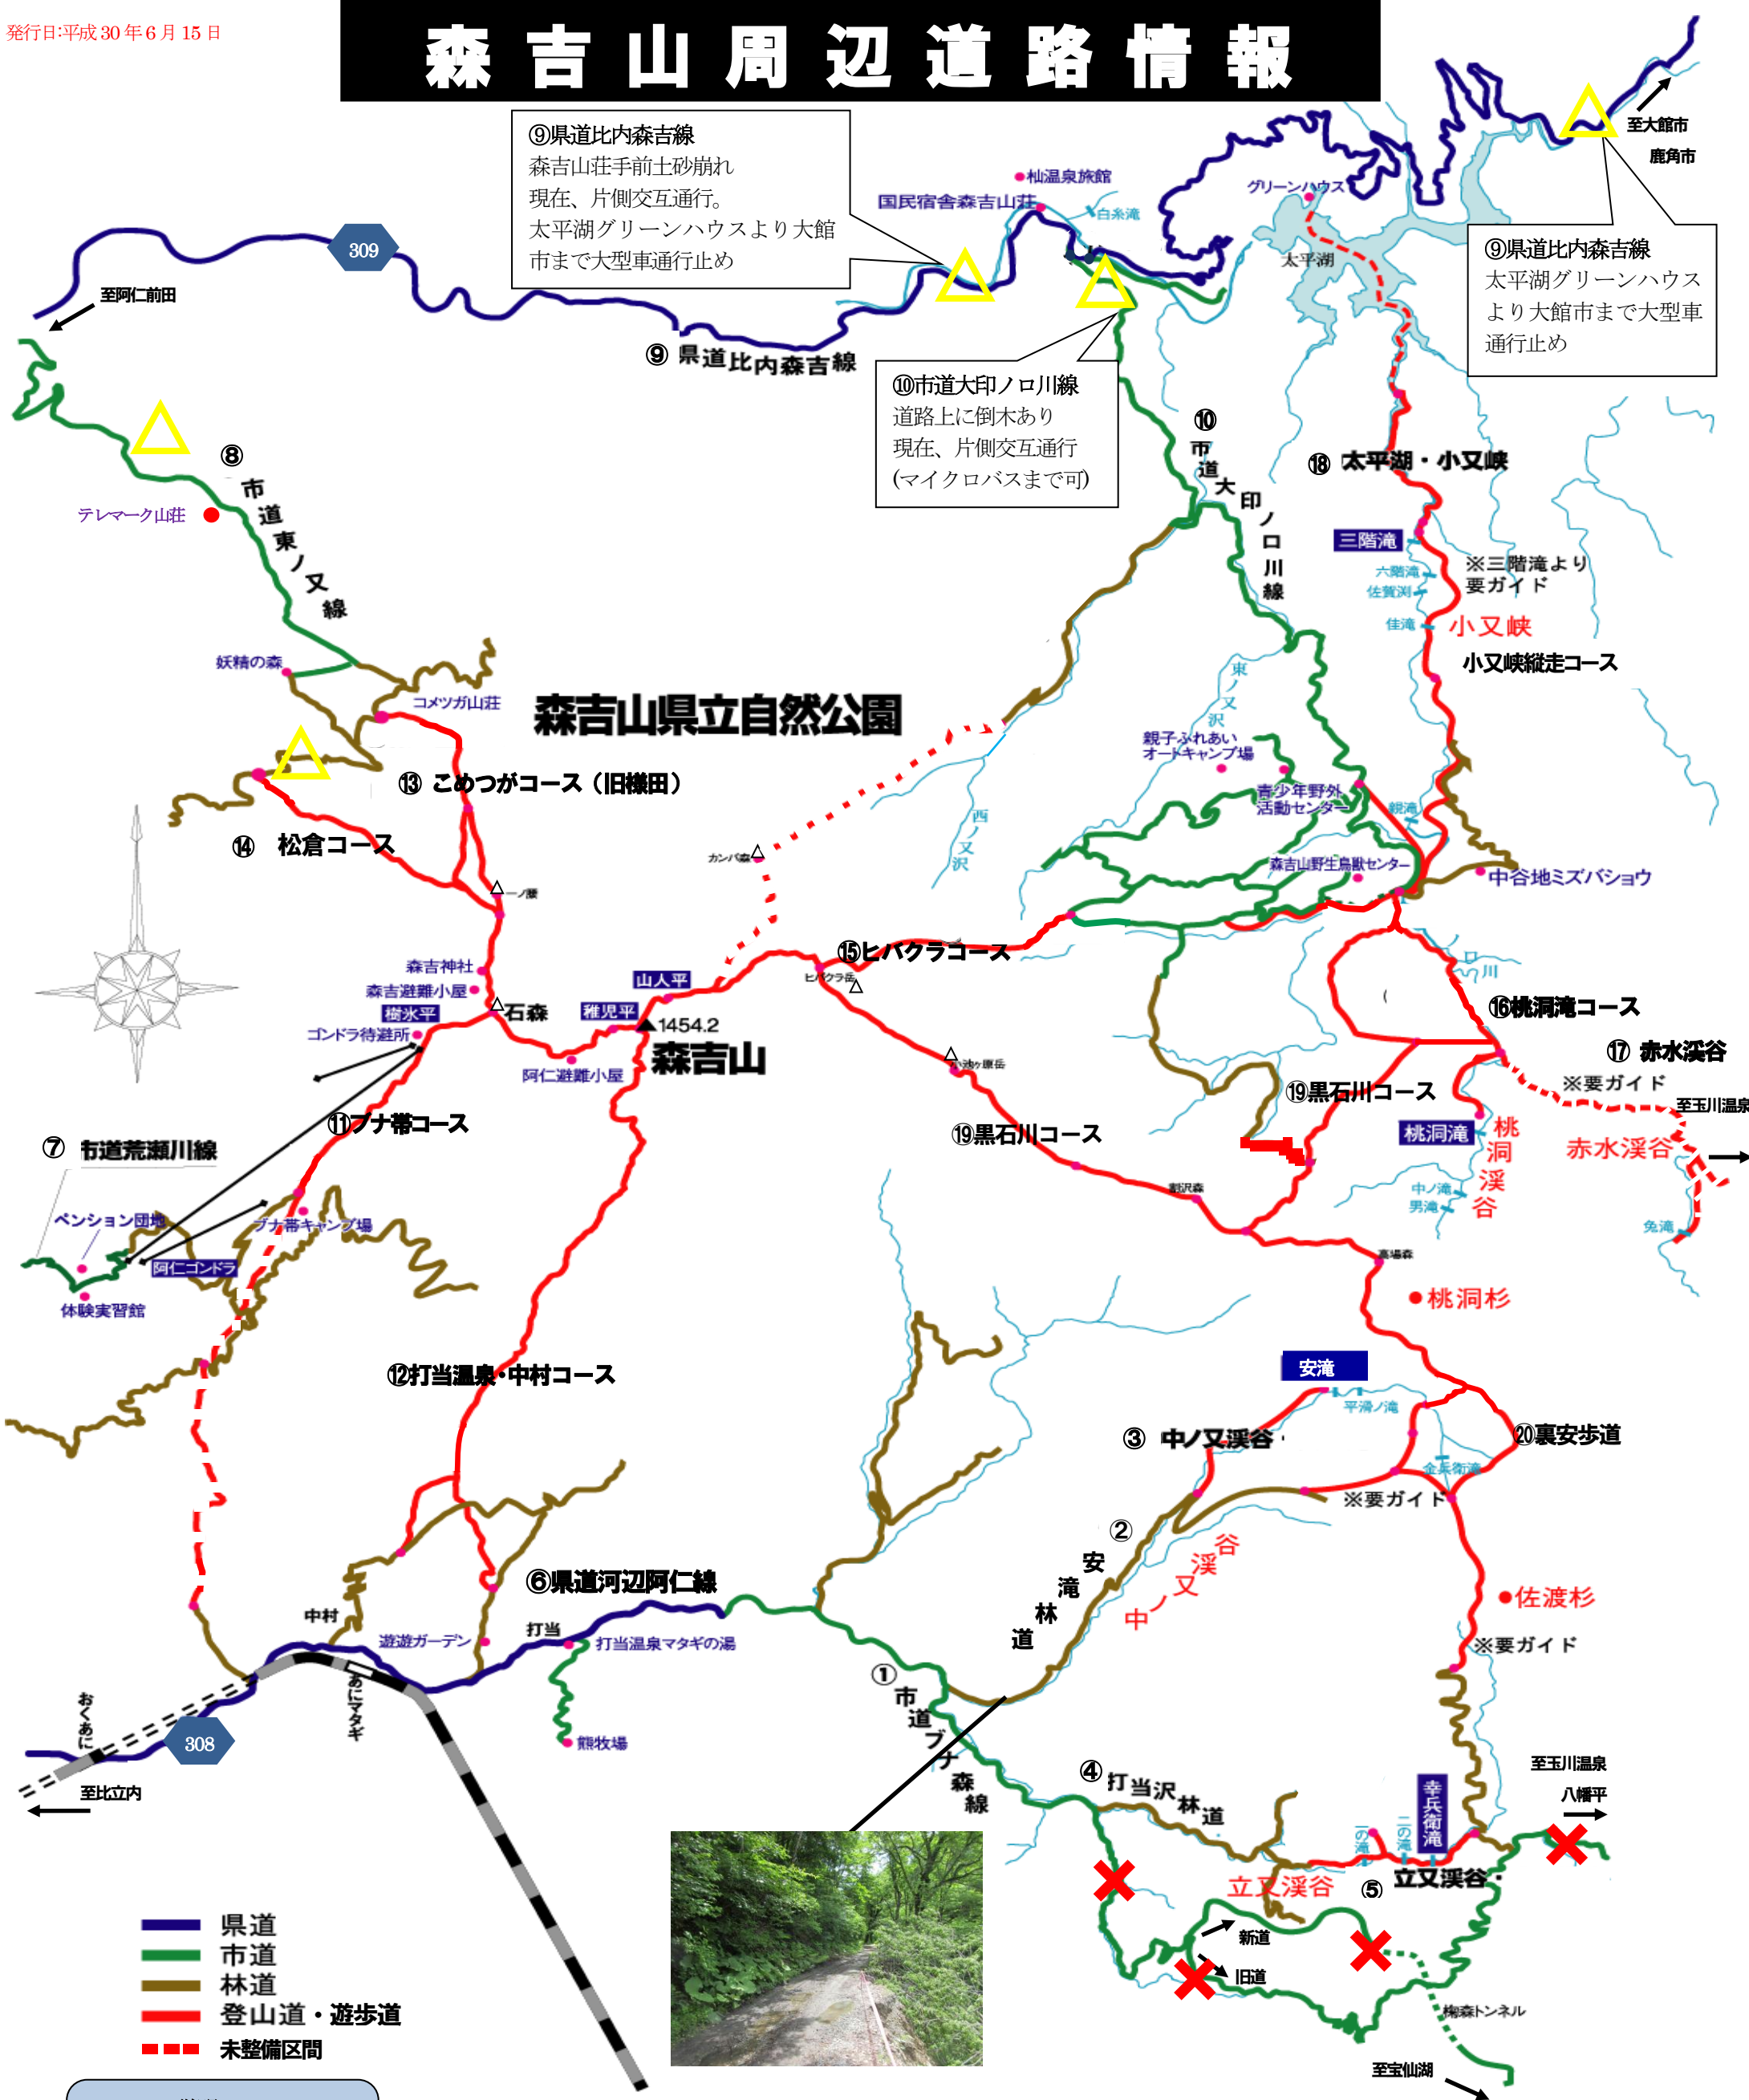 発行日:平成30年6月15日
森吉山周辺道路情報
⑨県道比内森吉線
森吉山荘手前土砂崩れ
現在、片側交互通行。
太平湖グリーンハウスより大館
市まで大型車通行止め
杣温泉旅館
国民宿舎森吉山荘
白糸滝
グリーンハウス
太平湖
至大館市
鹿角市
⑨県道比内森吉線
太平湖グリーンハウス
より大館市まで大型車
通行止め
309
至阿仁前田
⑨ 県道比内森吉線
⑩市道大印ノロ川線
道路上に倒木あり
現在、片側交互通行
(マイクロバスまで可)
⑩
市道大印ノロ川線
⑧
市道東ノ又線
テレマーク山荘
⑱ 太平湖・小又峡
三階滝
※三階滝より
要ガイド
六階滝
佐賀渕
佳滝
小又峡
小又峡縦走コース
妖精の森
コメツガ山荘
森吉山県立自然公園
東ノ又沢
親子ふれあい
オートキャンプ場
青少年野外
活動センター
親滝
⑬ こめつがコース（旧様田）
⑭ 松倉コース
西ノ又沢
カンバ森
森吉山野生鳥獣センター
中谷地ミズバショウ
一ノ腰
⑮ヒバクラコース
ヒバクラ岳
森吉神社
森吉避難小屋
樹氷平
石森
ゴンドラ待避所
山人平
稚児平
1454.2
森吉山
阿仁避難小屋
ノロ川
⑯桃洞滝コース
⑰ 赤水渓谷
※要ガイド
至玉川温泉
小池ヶ原岳
⑲黒石川コース
⑲黒石川コース
桃洞滝
桃洞渓谷
赤水渓谷
中ノ滝
男滝
兎滝
⑪ブナ帯コース
⑦ 市道荒瀬川線
ペンション団地
ブナ帯キャンプ場
阿仁ゴンドラ
体験実習館
割沢森
高場森
桃洞杉
⑫打当温泉・中村コース
安滝
平滑ノ滝
③ 中ノ又渓谷
⑳裏安歩道
金兵衛滝
※要ガイド
②
安滝林道
中ノ又渓谷
⑥県道河辺阿仁線
佐渡杉
※要ガイド
中村
遊遊ガーデン
打当
打当温泉マタギの湯
熊牧場
あにマタギ
おくあに
308
至比立内
①
市道ブナ森線
④
打当沢林道
至玉川温泉
八幡平
幸兵衛滝
一の滝
二の滝
立又渓谷
⑤ 立又渓谷
新道
旧道
至宝仙湖
県道
市道
林道
登山道・遊歩道
未整備区間